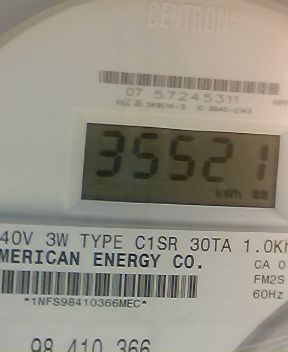 CENTRON
07 57245311
35521
kWh
40V 3W TYPE C1SR 30TA 1.0Kh
MERICAN ENERGY CO.
CA 0
FM2S
*1NFS98410366MEC*
60Hz
98 410 366